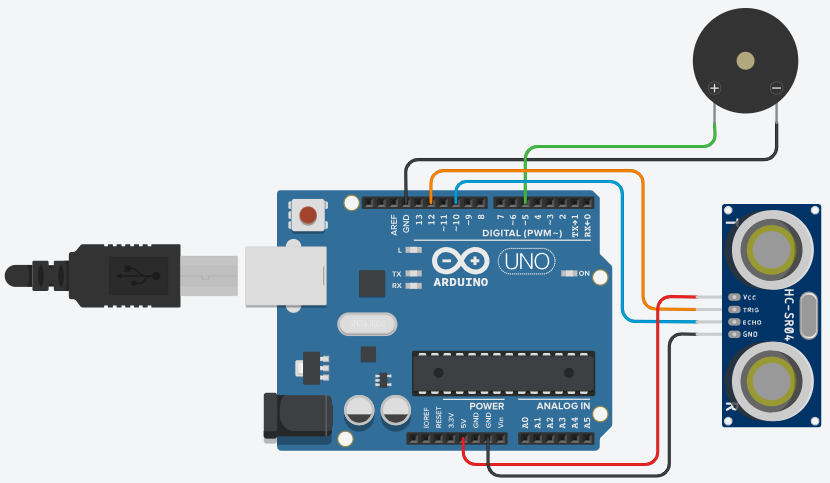 +
−
AREF
GND
13
12
~11
~10
~9
8
7
~6
~5
4
~3
2
TX→1
RX←0
DIGITAL (PWM~)
L
TX
RX
ARDUINO
UNO
ON
T
HC-SR04
VCC
TRIG
ECHO
GND
R
POWER
ANALOG IN
IOREF
RESET
3.3V
5V
GND
GND
Vin
A0
A1
A2
A3
A4
A5